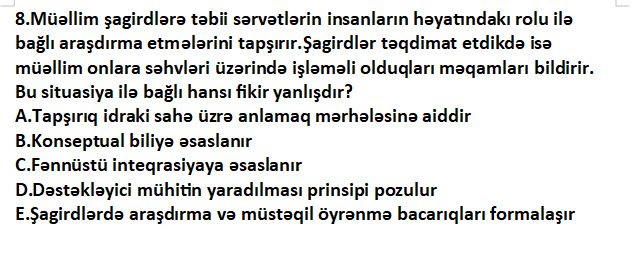 8.Müəllim şagirdlərə təbii sərvətlərin insanların həyatındakı rolu ilə
bağlı araşdırma etmələrini tapşırır.Şagirdlər təqdimat etdikdə isə
müəllim onlara səhvləri üzərində işləməli olduqları məqamları bildirir.
Bu situasiya ilə bağlı hansı fikir yanlışdır?
A.Tapşırıq idraki sahə üzrə anlamaq mərhələsinə aiddir
B.Konseptual biliyə əsaslanır
C.Fənnüstü inteqrasiyaya əsaslanır
D.Dəstəkləyici mühitin yaradılması prinsipi pozulur
E.Şagirdlərdə araşdırma və müstəqil öyrənmə bacarıqları formalaşır